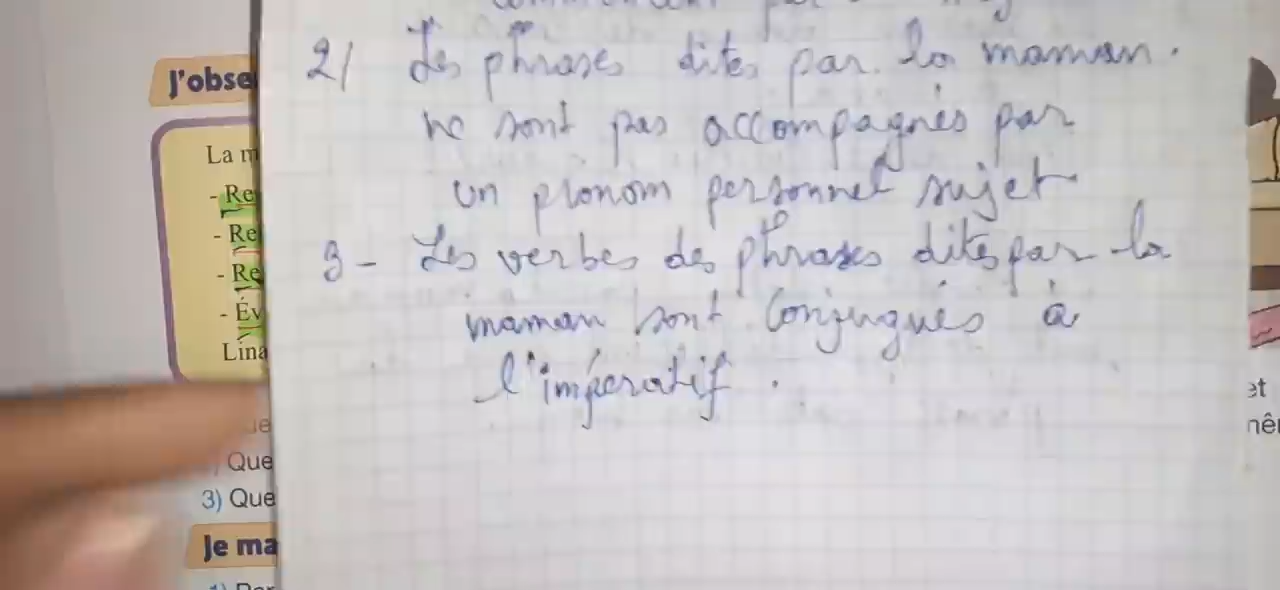 J'obse
La m
- Re
- Re
- Re
- Év
Lina
Que
3) Que
Je ma
2/ Les phrases dites par la maman.
ne sont pas accompagnés par
un pronom personnel sujet
3 - Les verbes des phrases dites par la
maman sont conjugués à
l'impératif.
et